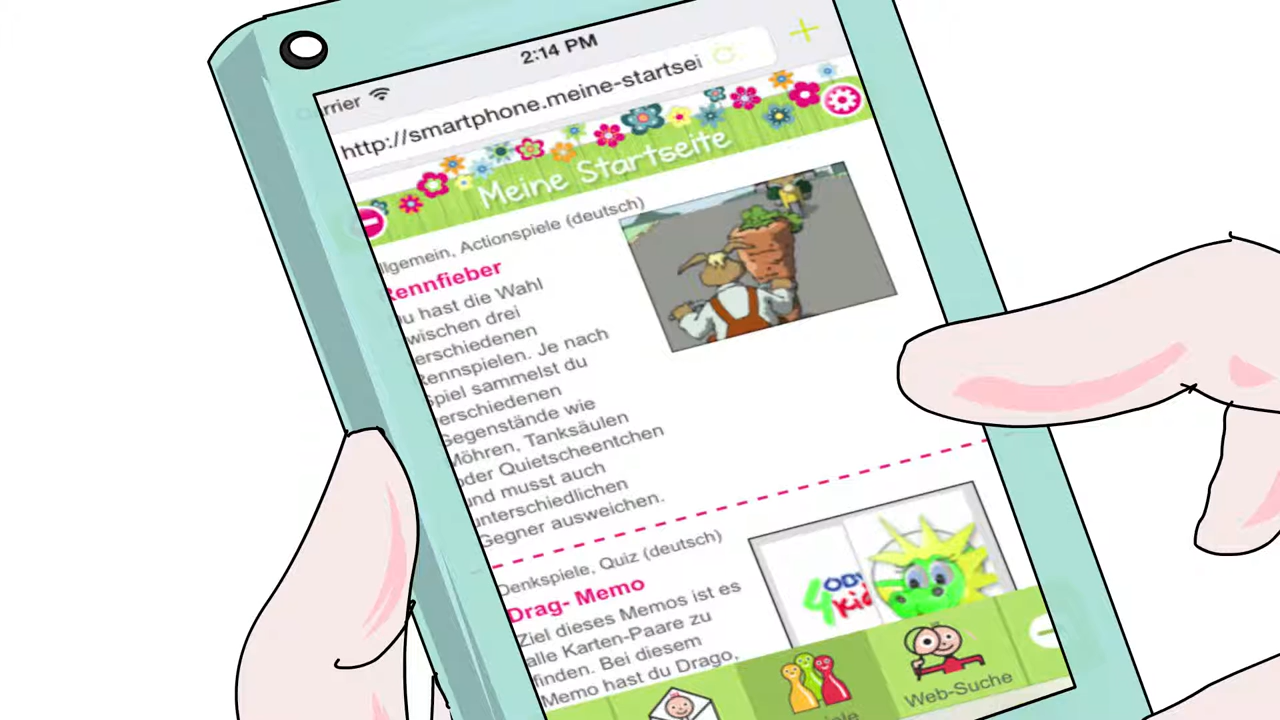 2:14 PM
rrier
http://smartphone.meine-startsei
Meine Startseite
llgemein, Actionspiele (deutsch)
Rennfieber
Du hast die Wahl
wischen drei
erschiedenen
Rennspielen. Je nach
Spiel sammelst du
erschiedenen
Gegenstände wie
Möhren, Tanksäulen
oder Quietscheentchen
und musst auch
unterschiedlichen
Gegner ausweichen.
Denkspiele, Quiz (deutsch)
Drag- Memo
Ziel dieses Memos ist es
alle Karten-Paare zu
finden. Bei diesem
Memo hast du Drago,
Web-Suche